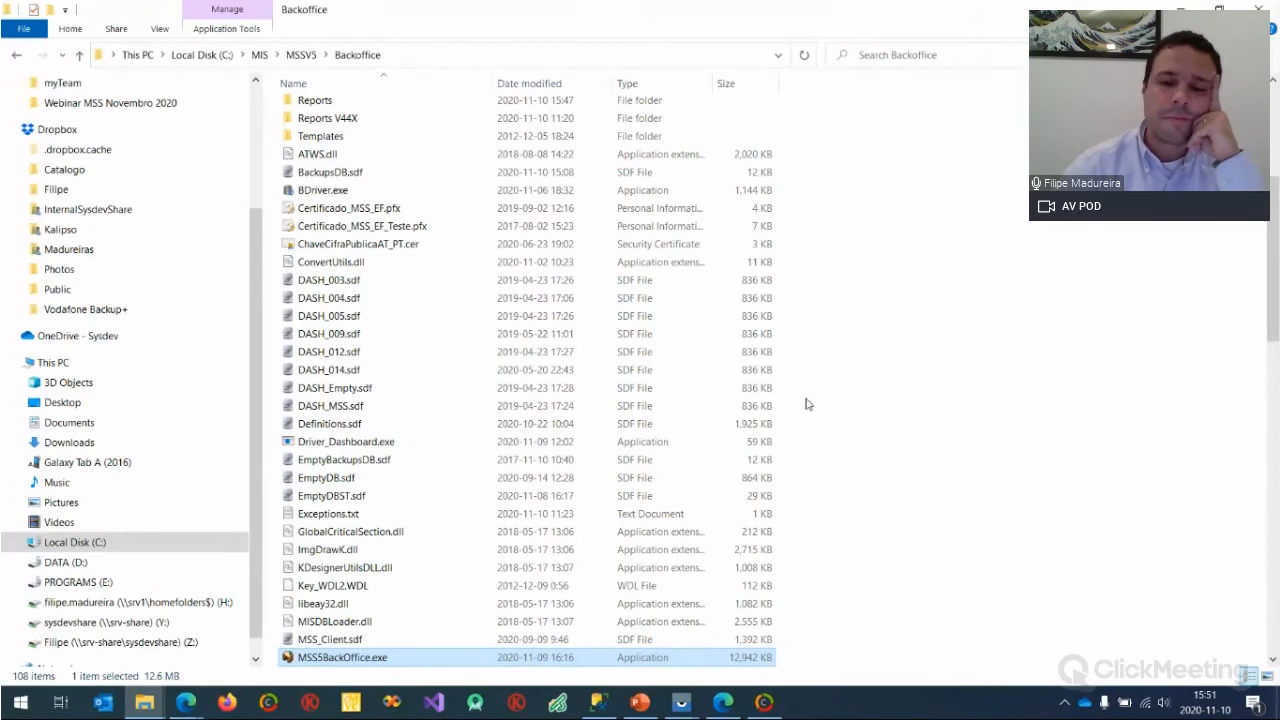 Manage Backoffice
File Home Share View Application Tools
This PC Local Disk (C:) MIS MSSV5 Backoffice Search Backoffice
Name Date modified Type Size
myTeam
Webinar MSS Novembro 2020
Dropbox
.dropbox.cache
Catalogo
Filipe
InternalSysdevShare
Kalipso
Madureiras
Photos
Public
Vodafone Backup+
OneDrive - Sysdev
This PC
3D Objects
Desktop
Documents
Downloads
Galaxy Tab A (2016)
Music
Pictures
Videos
Local Disk (C:)
DATA (D:)
PROGRAMS (E:)
filipe.madureira (\\srv1\homefolders$) (H:)
sysdevshare (\\srv-share) (Y:)
Filipe (\\srv-share\sysdevshare) (Z:)
Reports 2020-11-10 15:47 File folder
Reports V44X 2020-11-10 11:20 File folder
Templates 2012-12-05 18:24 File folder
ATWS.dll 2018-08-08 14:22 Application extens... 2,020 KB
BackupsDB.sdf 2020-11-10 15:08 SDF File 12 KB
BDriver.exe 2020-11-06 18:32 Application 1,144 KB
Certificado_MSS_EF.pfx 2019-09-02 12:16 Personal Informati... 4 KB
Certificado_MSS_EF_Teste.pfx 2017-08-02 15:23 Personal Informati... 7 KB
ChaveCifraPublicaAT_PT.cer 2020-06-23 19:02 Security Certificate 3 KB
ConvertUtils.dll 2020-11-02 10:23 Application extens... 11 KB
DASH_003.sdf 2019-04-23 17:26 SDF File 836 KB
DASH_004.sdf 2019-04-23 17:06 SDF File 836 KB
DASH_005.sdf 2019-04-23 17:26 SDF File 836 KB
DASH_009.sdf 2019-05-22 11:01 SDF File 836 KB
DASH_012.sdf 2019-04-23 17:27 SDF File 836 KB
DASH_014.sdf 2020-05-20 22:43 SDF File 836 KB
DASH_Empty.sdf 2019-04-23 17:28 SDF File 836 KB
DASH_MSS.sdf 2019-04-23 17:24 SDF File 836 KB
Definitions.sdf 2020-10-22 10:04 SDF File 1,925 KB
Driver_Dashboard.exe 2020-11-09 12:02 Application 59 KB
EmptyBackupsDB.sdf 2017-11-10 10:40 SDF File 12 KB
EmptyDB.sdf 2020-09-14 12:28 SDF File 864 KB
EmptyDBST.sdf 2020-11-08 16:17 SDF File 29 KB
Exceptions.txt 2020-11-10 11:23 Text Document 1 KB
GlobalCriticalSection.dll 2018-05-17 13:06 Application extens... 212 KB
ImgDrawK.dll 2018-05-17 13:06 Application extens... 2,715 KB
KDesignerUtilsDLL.dll 2018-05-17 13:07 Application extens... 1,008 KB
Key_WDL2.WDL 2012-12-09 0:56 WDL File 112 KB
libeay32.dll 2018-05-17 13:06 Application extens... 1,082 KB
MISDBLoader.dll 2018-05-17 13:06 Application extens... 2,555 KB
MSS_Client.sdf 2020-09-09 9:46 SDF File 1,392 KB
MSS5BackOffice.exe 2020-11-09 16:16 Application 12,942 KB
Filipe Madureira
AV POD
108 items 1 item selected 12.6 MB
ClickMeeting
15:51
2020-11-10
1